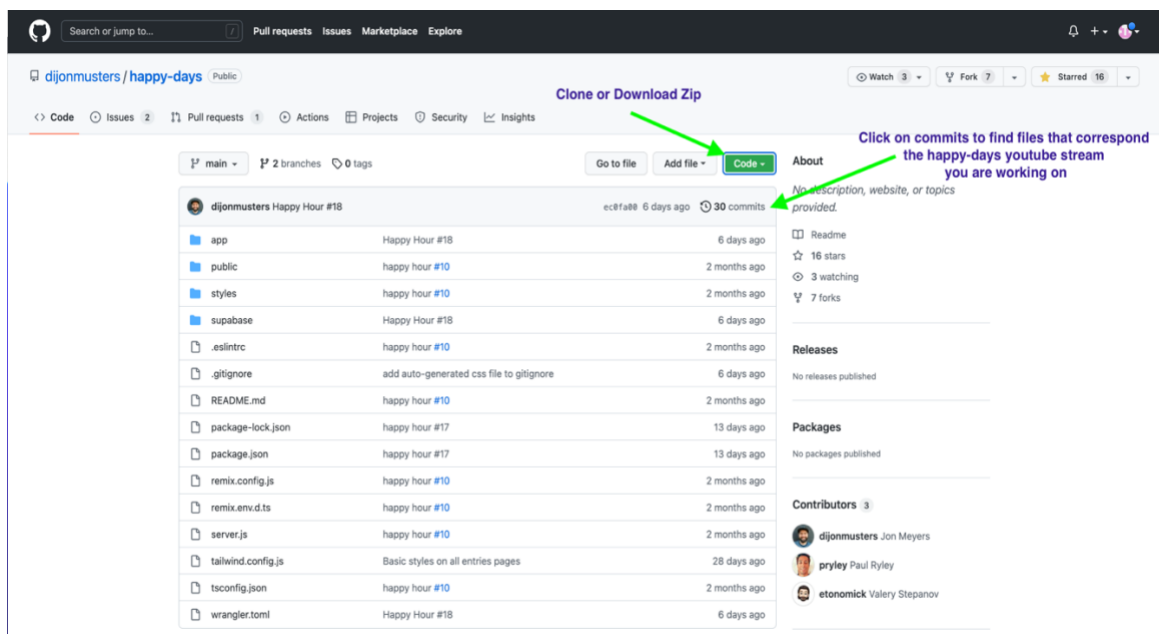 Search or jump to... /
Pull requests Issues Marketplace Explore
dijonmusters / happy-days Public
Watch 3 Fork 7 Starred 16
Clone or Download Zip
Code Issues 2 Pull requests 1 Actions Projects Security Insights
Click on commits to find files that correspond
the happy-days youtube stream
you are working on
main 2 branches 0 tags Go to file Add file Code
dijonmusters Happy Hour #18 ec0fa00 6 days ago 30 commits
app Happy Hour #18 6 days ago
public happy hour #10 2 months ago
styles happy hour #10 2 months ago
supabase Happy Hour #18 6 days ago
.eslintrc happy hour #10 2 months ago
.gitignore add auto-generated css file to gitignore 6 days ago
README.md happy hour #10 2 months ago
package-lock.json happy hour #17 13 days ago
package.json happy hour #17 13 days ago
remix.config.js happy hour #10 2 months ago
remix.env.d.ts happy hour #10 2 months ago
server.js happy hour #10 2 months ago
tailwind.config.js Basic styles on all entries pages 28 days ago
tsconfig.json happy hour #10 2 months ago
wrangler.toml Happy Hour #18 6 days ago
About
No description, website, or topics
provided.
Readme
16 stars
3 watching
7 forks
Releases
No releases published
Packages
No packages published
Contributors 3
dijonmusters Jon Meyers
pryley Paul Ryley
etonomick Valery Stepanov